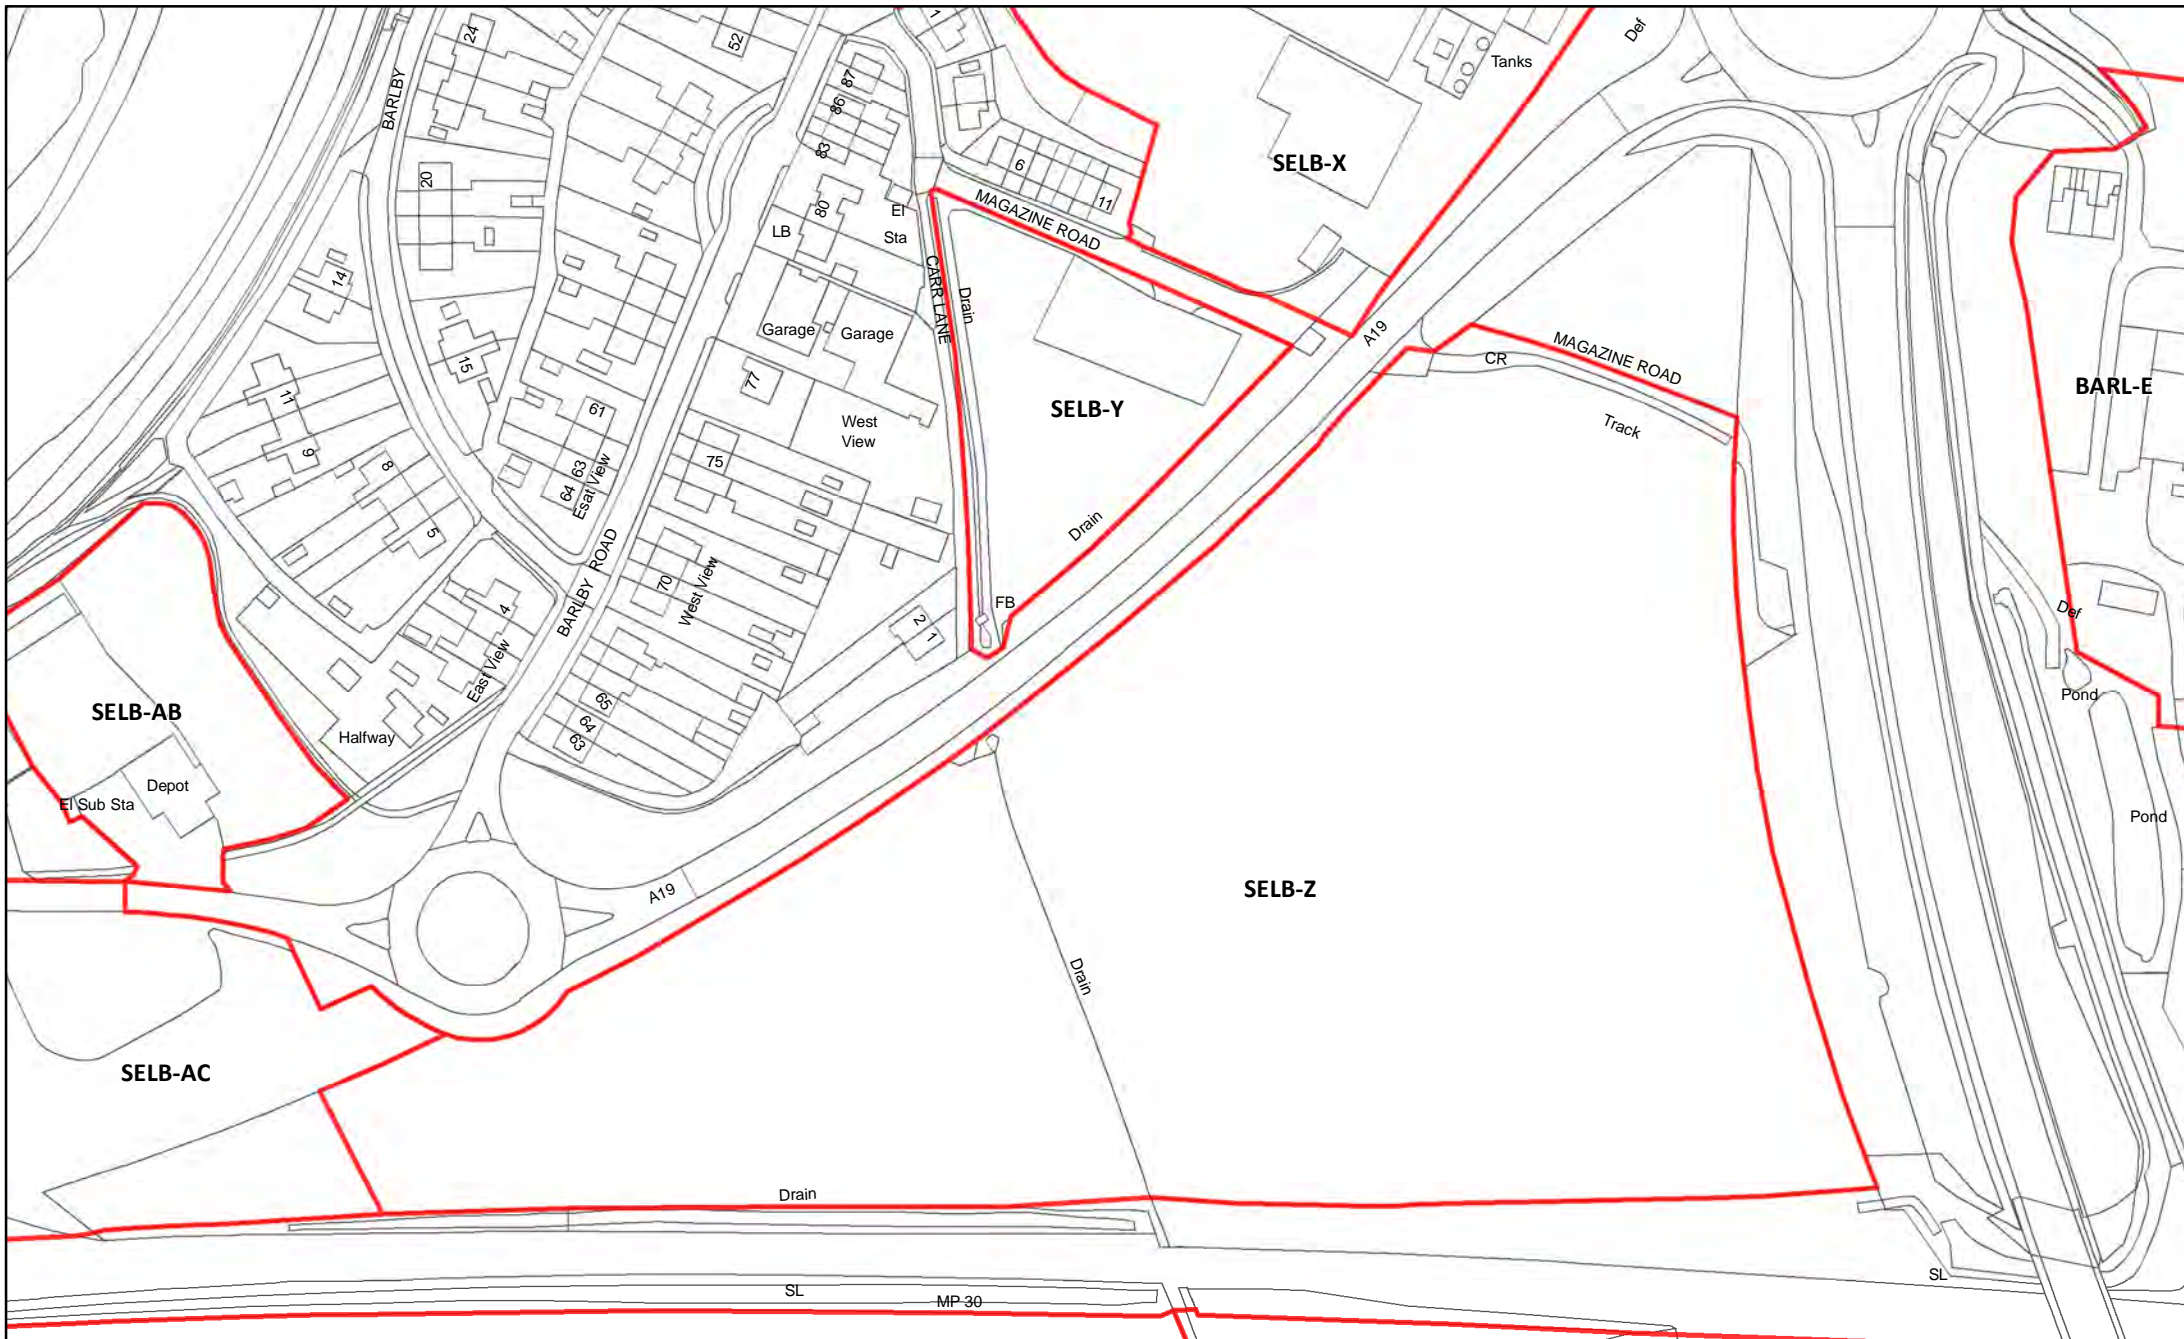 BARLBY
24
52
1
87
86
83
Tanks
Def
SELB-X
20
6
11
MAGAZINE ROAD
80
El
Sta
LB
14
CARR LANE
Drain
Garage
Garage
A19
MAGAZINE ROAD
CR
15
77
BARL-E
SELB-Y
11
61
West
View
Track
9
8
63
75
64
East View
Drain
5
BARLBY ROAD
70
West View
4
FB
Def
2
1
East View
Pond
65
SELB-AB
64
Halfway
63
Depot
El Sub Sta
Pond
A19
SELB-Z
Drain
SELB-AC
Drain
SL
SL
MP 30